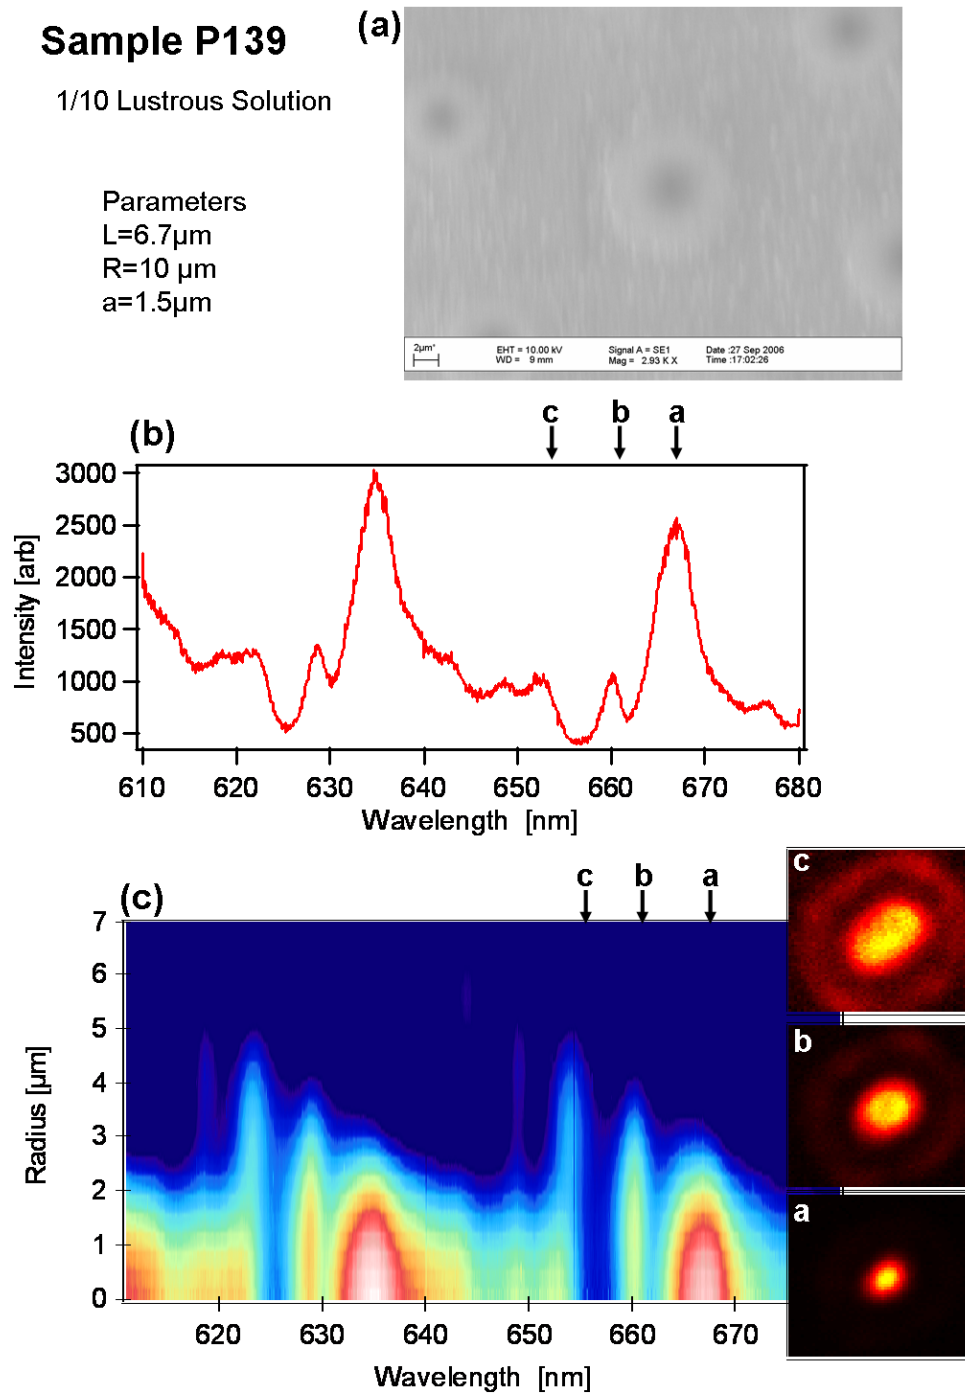 Sample P139
(a)
1/10 Lustrous Solution
Parameters
L=6.7µm
R=10 µm
a=1.5µm
2µm*
EHT = 10.00 kV
WD = 9 mm
Signal A = SE1
Mag = 2.93 K X
Date :27 Sep 2006
Time :17:02:26
(b)
c b a
Intensity [arb]
3000
2500
2000
1500
1000
500
610 620 630 640 650 660 670 680
Wavelength [nm]
(c)
c b a
Radius [µm]
7
6
5
4
3
2
1
0
620 630 640 650 660 670
Wavelength [nm]
c
b
a